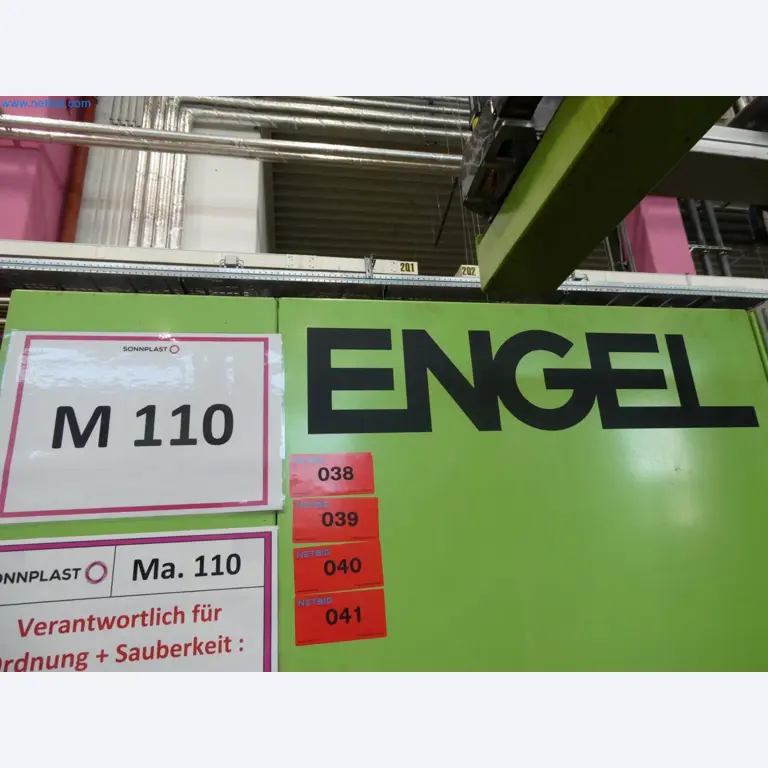 www.netbid.com
201
202
ENGEL
SONNPLAST
M 110
038
039
NETBID
040
NETBID
041
ONNPLAST
Ma. 110
Verantwortlich für
Ordnung + Sauberkeit :